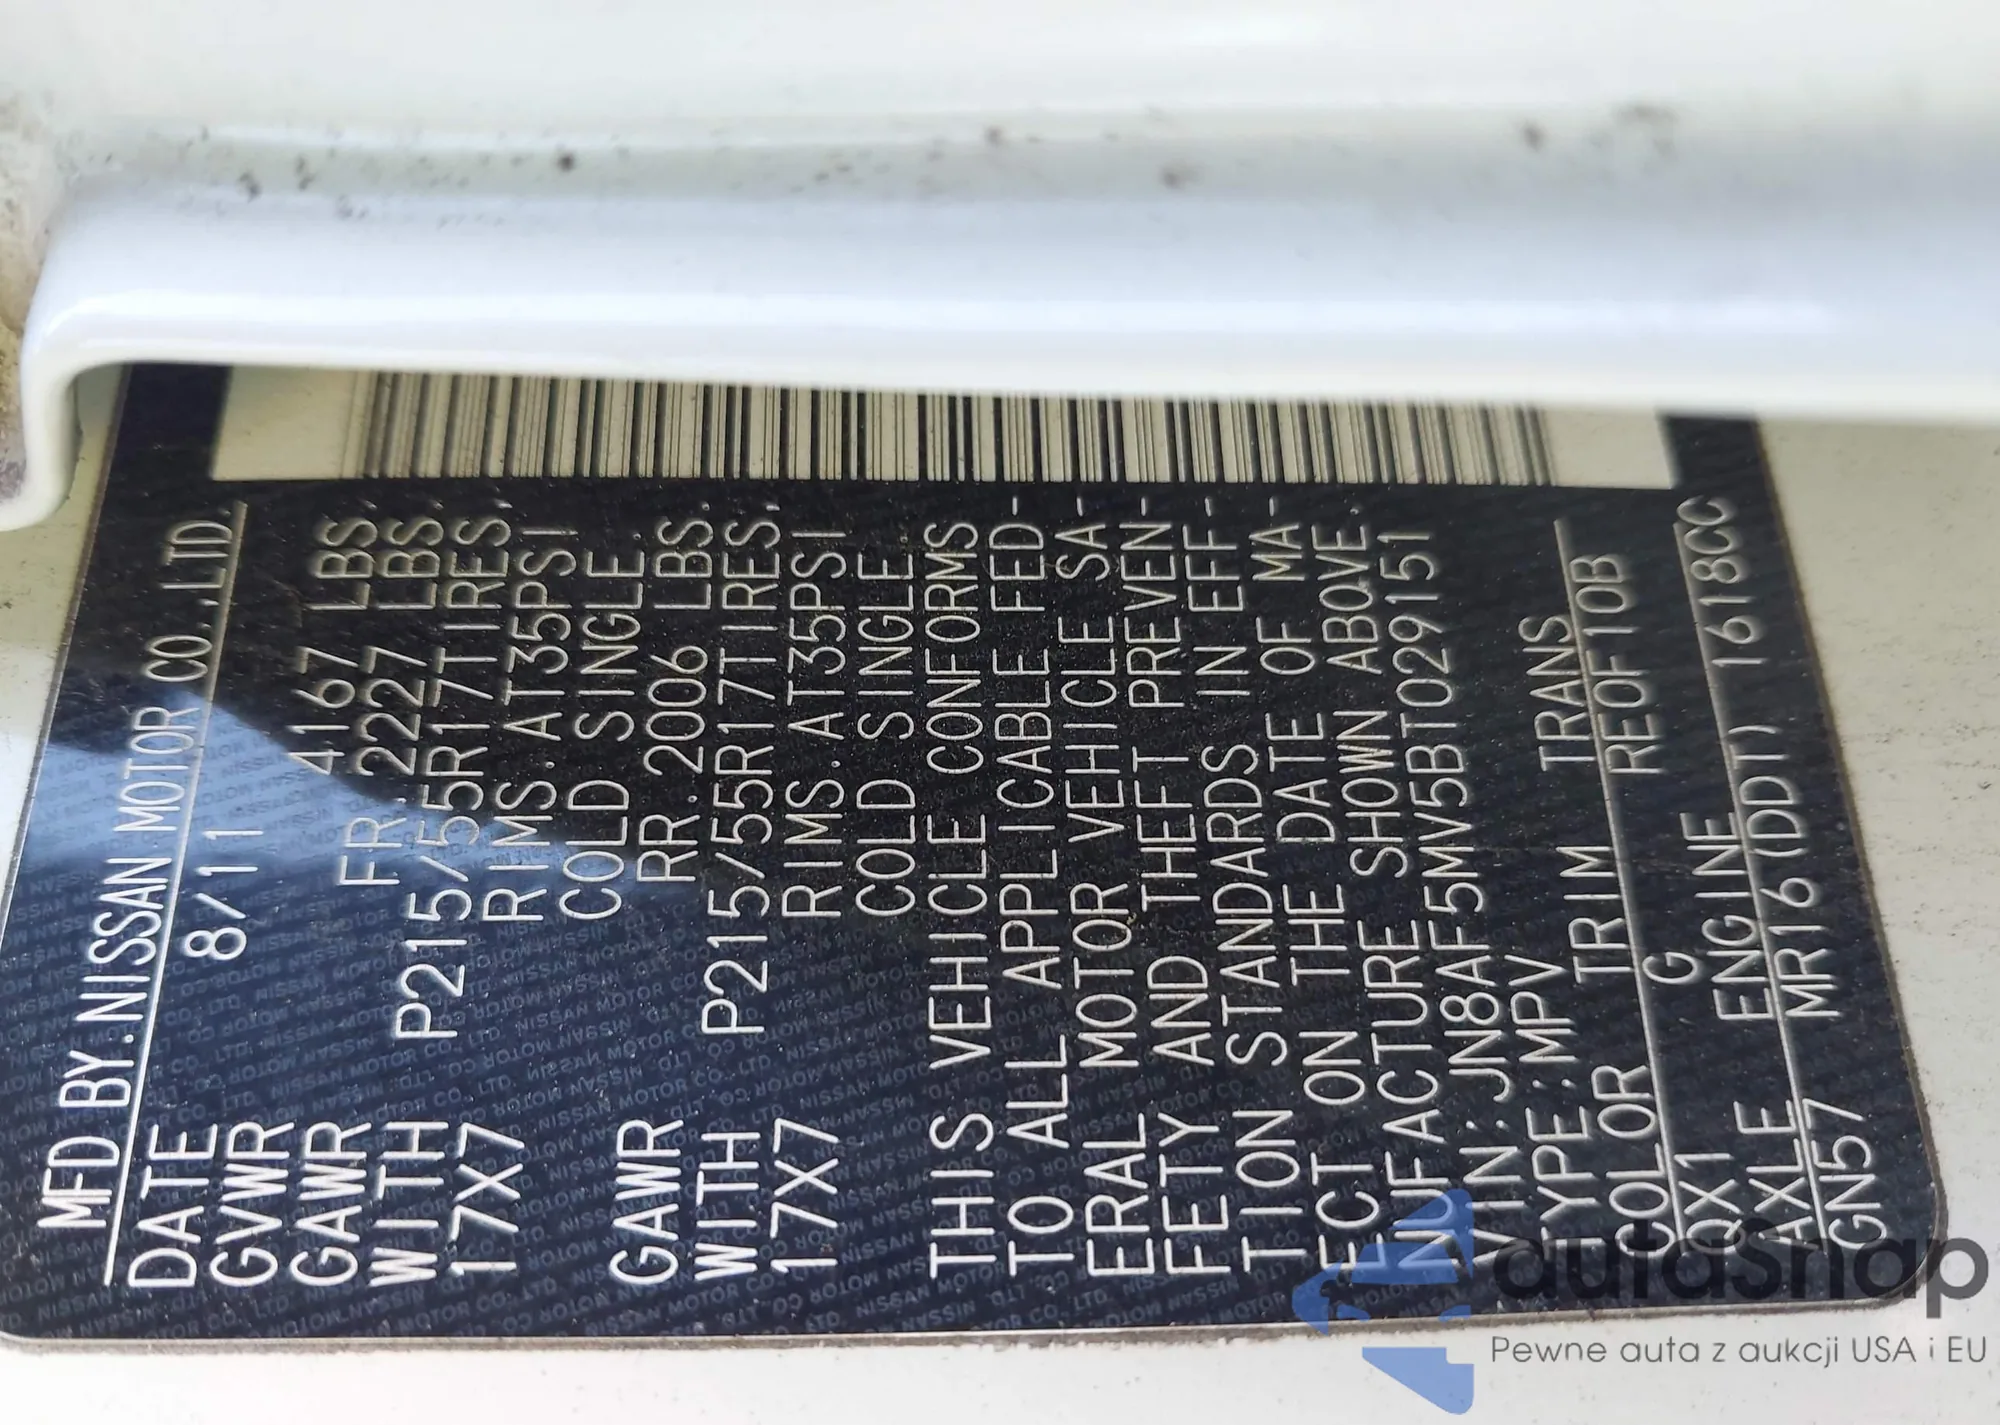 MFD BY.NISSAN MOTOR CO.,LTD.
DATE 8/11
GVWR 4167 LBS.
GAWR FR.2227 LBS.
WITH P215/55R17TIRES.
17X7 RIMS.AT35PSI
COLD SINGLE.
GAWR RR.2006 LBS.
WITH P215/55R17TIRES.
17X7 RIMS.AT35PSI
COLD SINGLE
THIS VEHICLE CONFORMS
TO ALL APPLICABLE FED-
ERAL MOTOR VEHICLE SA-
FETY AND THEFT PREVEN-
TION STANDARDS IN EFF-
ECT ON THE DATE OF MA-
NUFACTURE SHOWN ABOVE.
VIN:JN8AF5MV5BT029151
TYPE:MPV
COLOR TRIM TRANS
QX1 G RE0F10B
AXLE ENGINE
GN57 MR16(DDT) 1618CC
autaSnap
Pewne auta z aukcji USA i EU